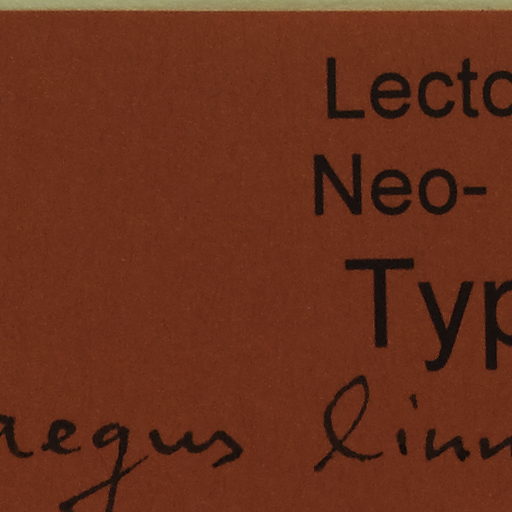 Lecto
Neo-
Typ
aegus linn